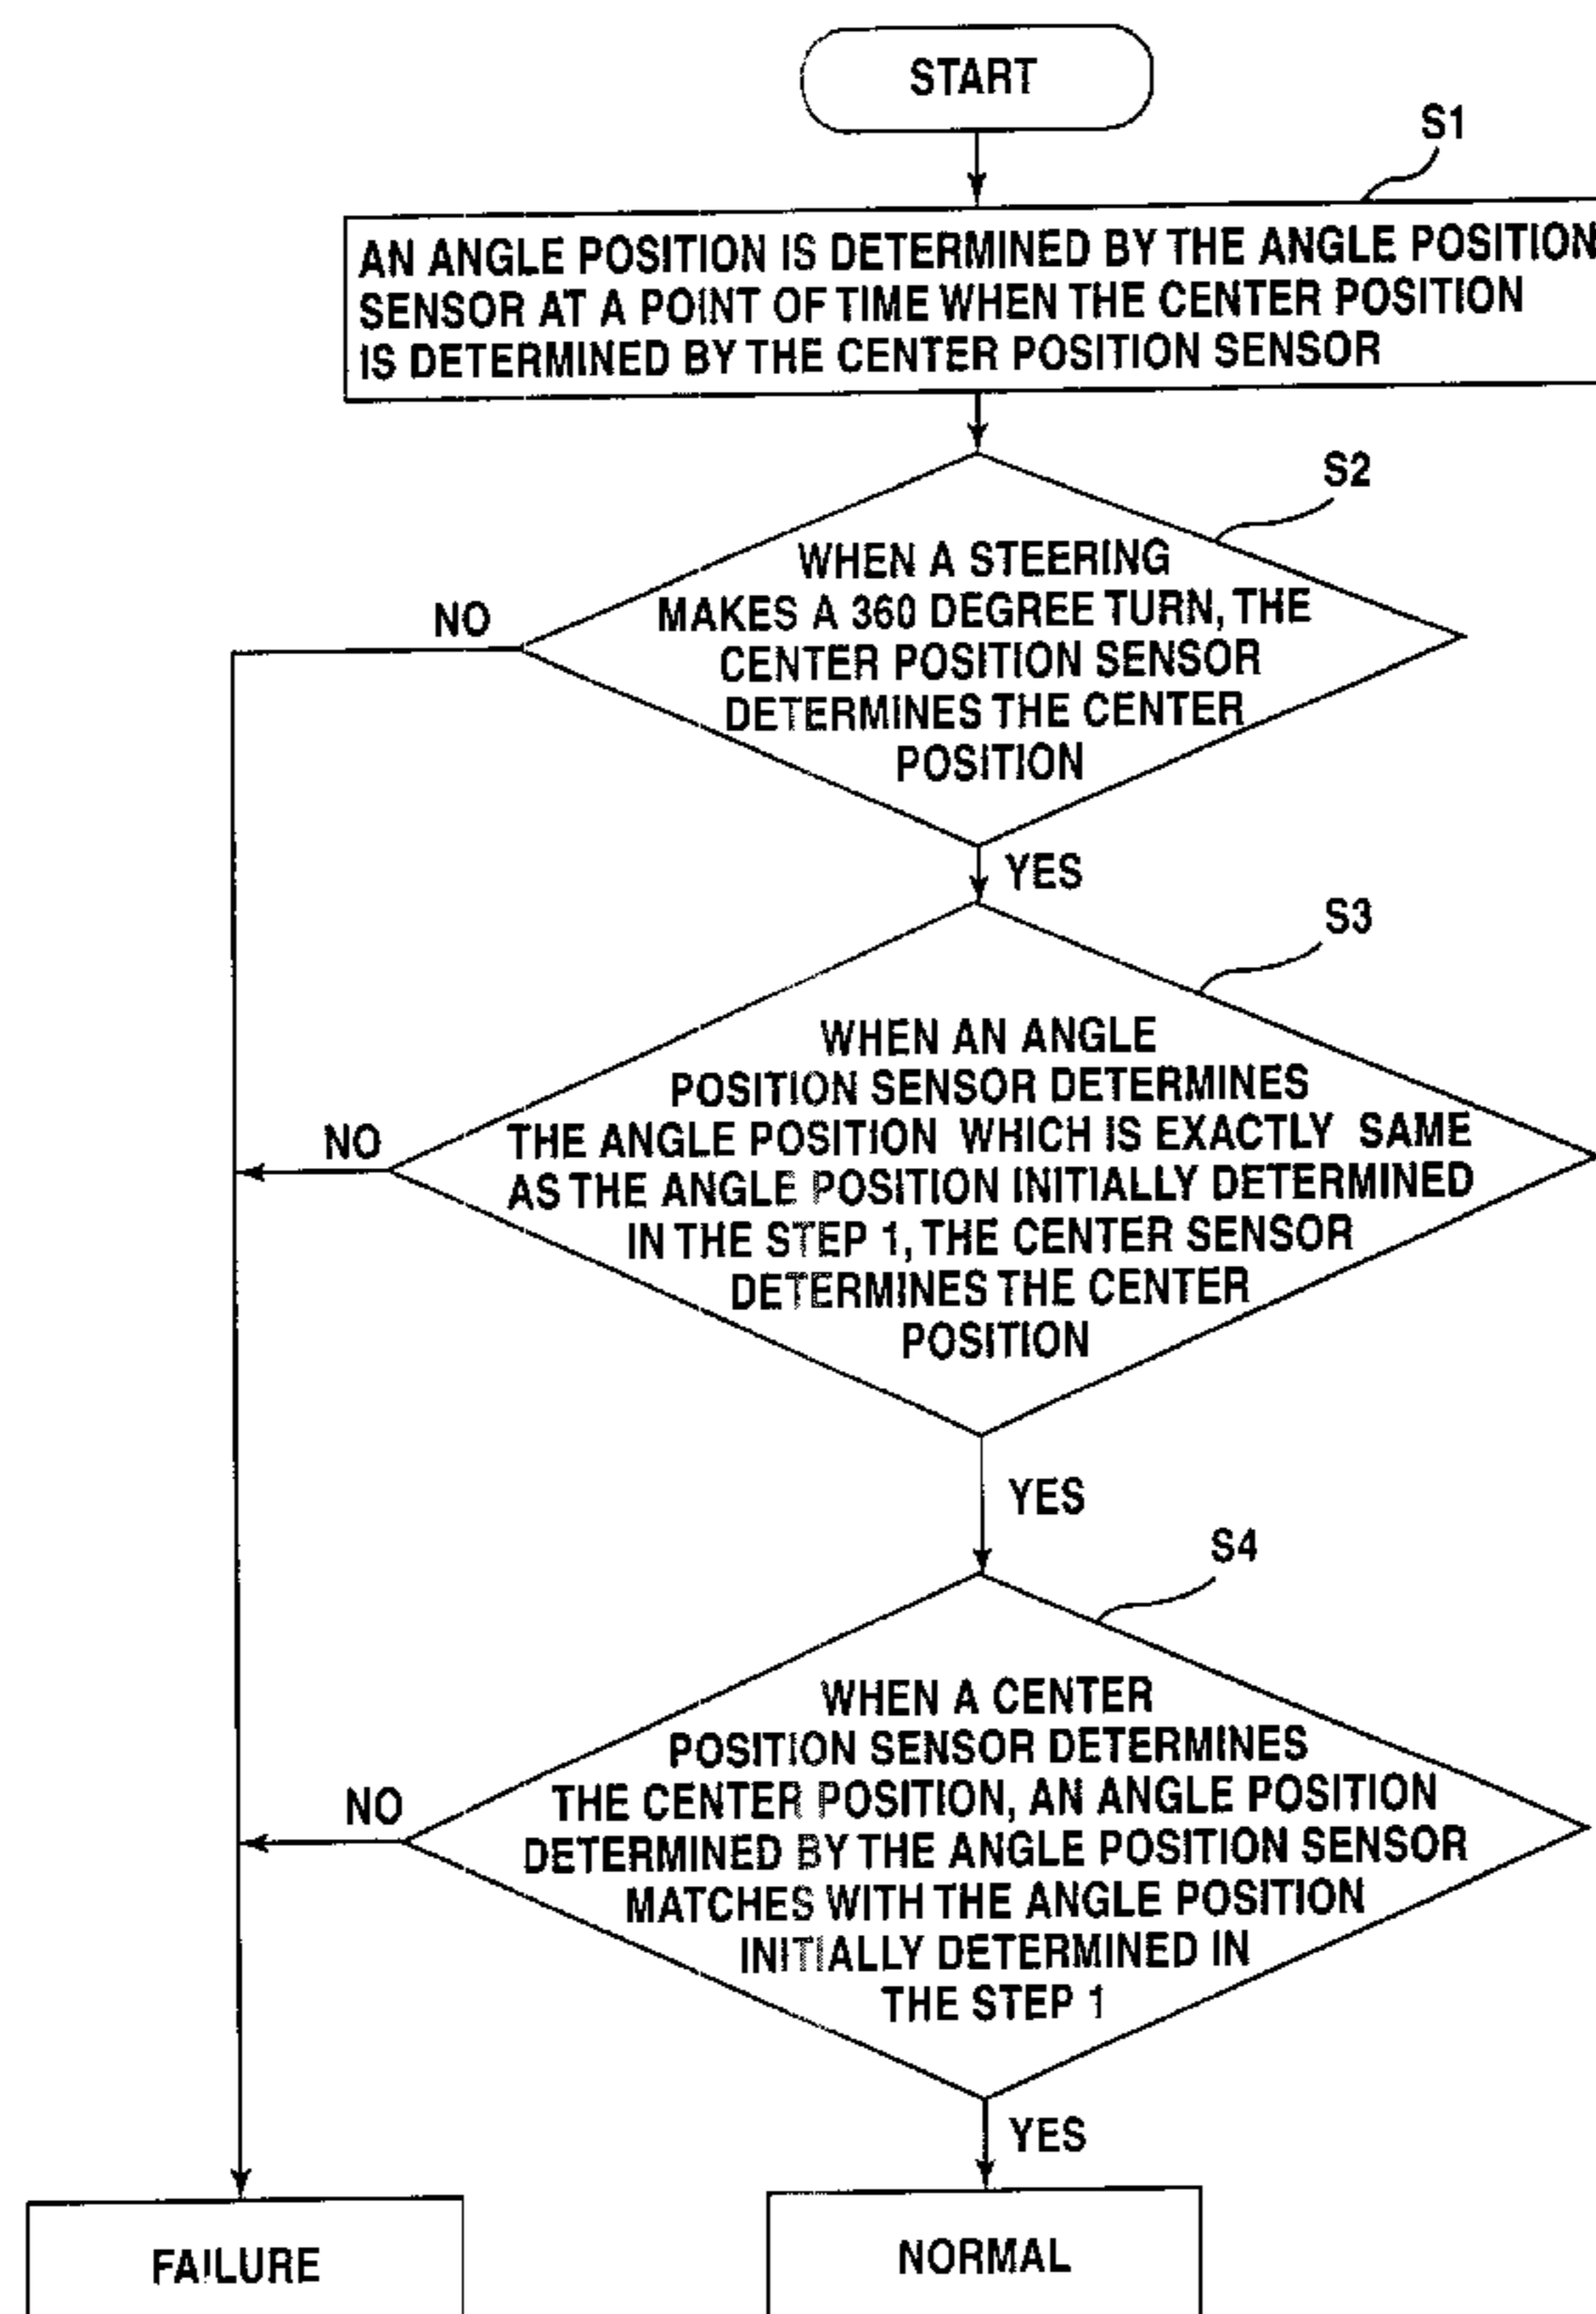 START
S1
AN ANGLE POSITION IS DETERMINED BY THE ANGLE POSITION
SENSOR AT A POINT OF TIME WHEN THE CENTER POSITION
IS DETERMINED BY THE CENTER POSITION SENSOR
S2
WHEN A STEERING
MAKES A 360 DEGREE TURN, THE
CENTER POSITION SENSOR
DETERMINES THE CENTER
POSITION
NO
YES
S3
WHEN AN ANGLE
POSITION SENSOR DETERMINES
THE ANGLE POSITION WHICH IS EXACTLY SAME
AS THE ANGLE POSITION INITIALLY DETERMINED
IN THE STEP 1, THE CENTER SENSOR
DETERMINES THE CENTER
POSITION
NO
YES
S4
WHEN A CENTER
POSITION SENSOR DETERMINES
THE CENTER POSITION, AN ANGLE POSITION
DETERMINED BY THE ANGLE POSITION SENSOR
MATCHES WITH THE ANGLE POSITION
INITIALLY DETERMINED IN
THE STEP 1
NO
YES
FAILURE
NORMAL